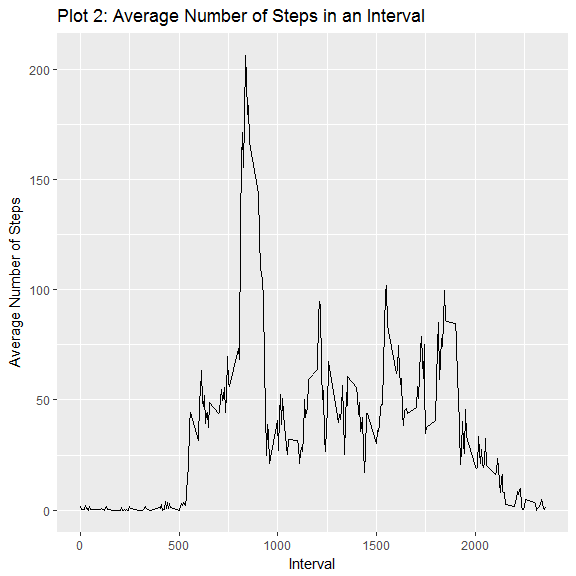 Plot 2: Average Number of Steps in an Interval
200
150
100
50
0
Average Number of Steps
0 500 1000 1500 2000
Interval